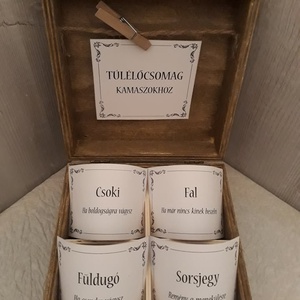 TÚLÉLŐCSOMAG
KAMASZOKHOZ
Csoki
Ha boldogságra vágysz
Fal
Ha már nincs kinek beszélni
Füldugó
Sorsjegy